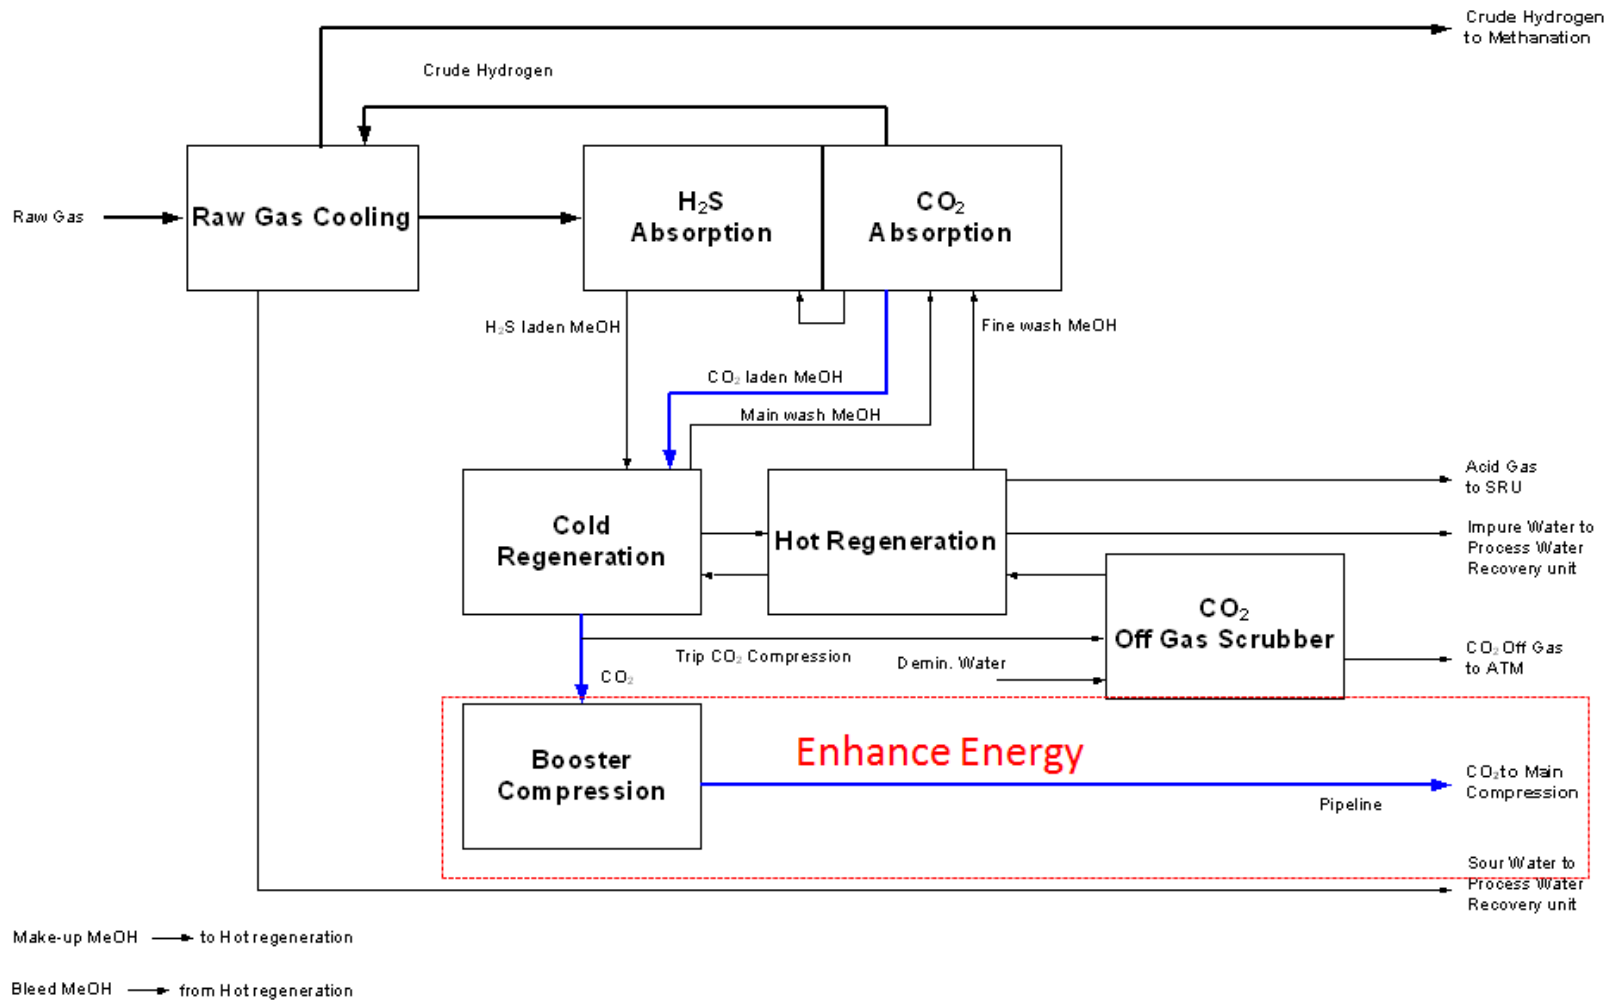 Crude Hydrogen
to Methanation
Crude Hydrogen
Raw Gas
Raw Gas Cooling
H₂S
Absorption
CO₂
Absorption
H₂S laden MeOH
Fine wash MeOH
CO₂ laden MeOH
Main wash MeOH
Acid Gas
to SRU
Cold
Regeneration
Hot Regeneration
Impure Water to
Process Water
Recovery unit
CO₂
Off Gas Scrubber
Trip CO₂ Compression
Demin. Water
CO₂ Off Gas
to ATM
CO₂
Booster
Compression
Enhance Energy
CO₂to Main
Compression
Pipeline
Sour Water to
Process Water
Recovery unit
Make-up MeOH to Hot regeneration
Bleed MeOH from Hot regeneration